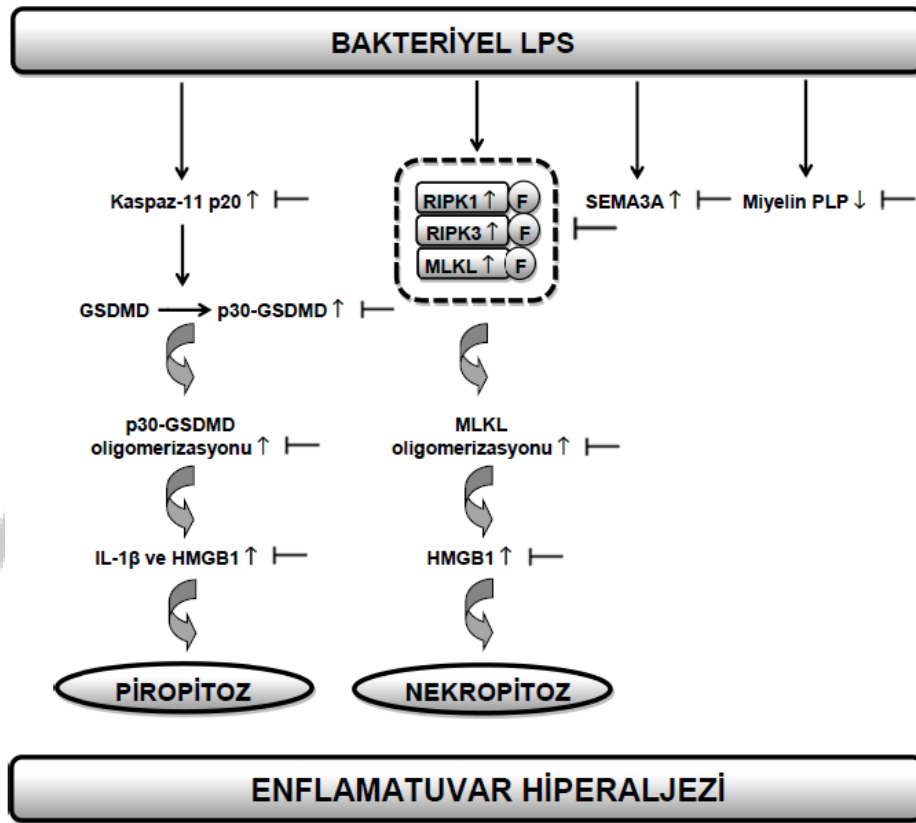 BAKTERİYEL LPS
Kaspaz-11 p20 ↑
RIPK1 ↑ F
RIPK3 ↑ F
MLKL ↑ F
SEMA3A ↑
Miyelin PLP ↓
GSDMD
p30-GSDMD ↑
p30-GSDMD
oligomerizasyonu ↑
MLKL
oligomerizasyonu ↑
IL-1β ve HMGB1 ↑
HMGB1 ↑
PİROPİTOZ
NEKROPİTOZ
ENFLAMATUVAR HİPERALJEZİ